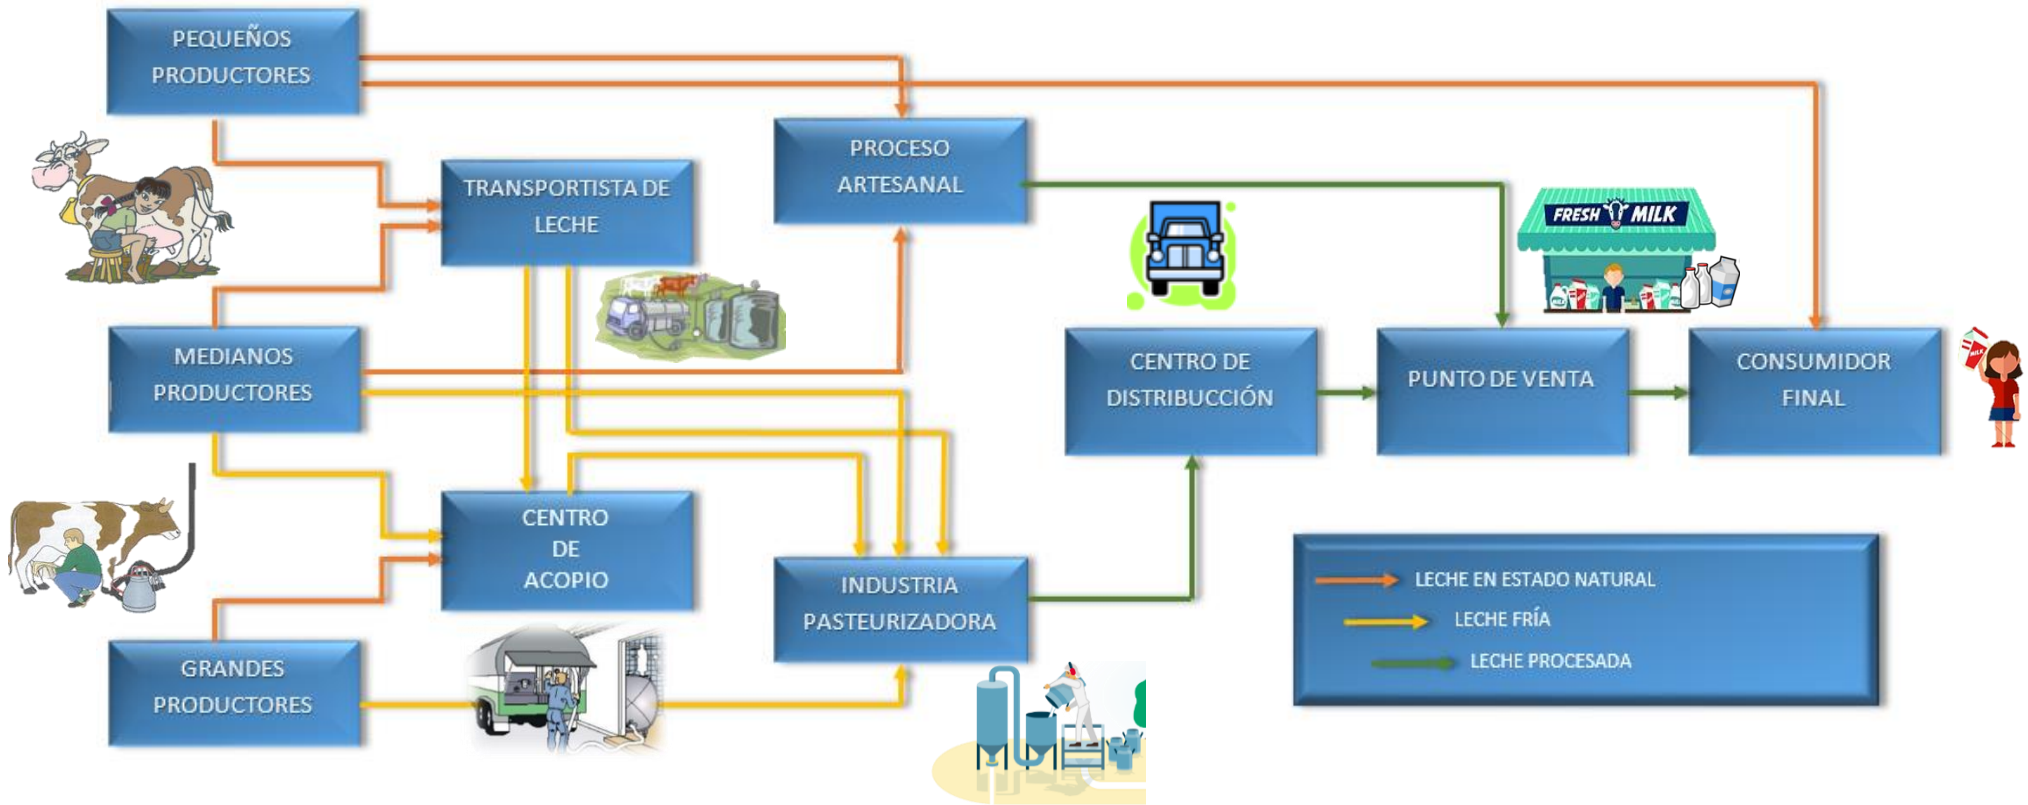 PEQUEÑOS
PRODUCTORES
TRANSPORTISTA DE
LECHE
PROCESO
ARTESANAL
FRESH MILK
MEDIANOS
PRODUCTORES
CENTRO DE
DISTRIBUCCIÓN
PUNTO DE VENTA
CONSUMIDOR
FINAL
MILK
CENTRO
DE
ACOPIO
INDUSTRIA
PASTEURIZADORA
GRANDES
PRODUCTORES
LECHE EN ESTADO NATURAL
LECHE FRÍA
LECHE PROCESADA